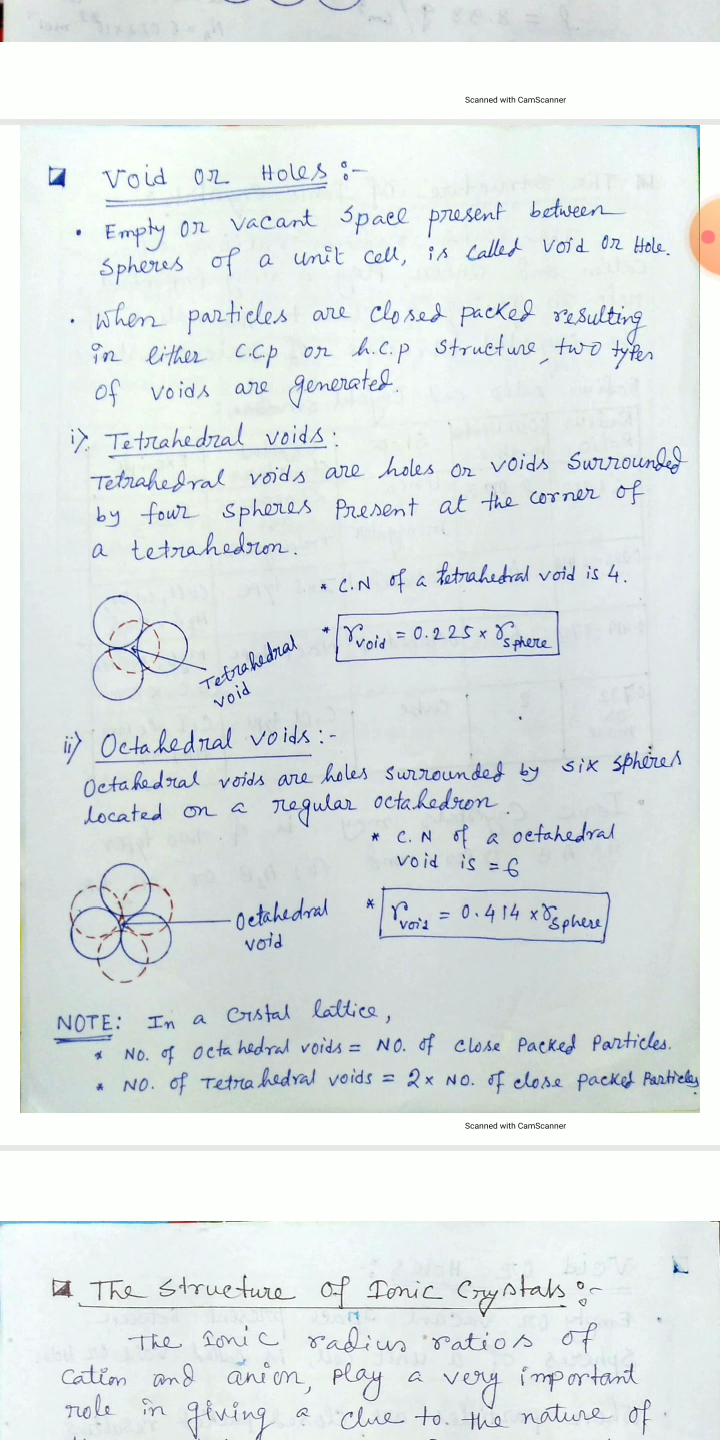 Scanned with CamScanner
Void or Holes :-
• Empty or vacant space present between
spheres of a unit cell, is called void or Hole.
• When particles are closed packed resulting
in either C.C.p or h.c.p structure, two types
of voids are generated.
i) Tetrahedral voids:
Tetrahedral voids are holes or voids surrounded
by four spheres present at the corner of
a tetrahedron.
* C.N of a tetrahedral void is 4.
* r void = 0.225 × r sphere
Tetrahedral
void
ii) Octahedral voids :-
Octahedral voids are holes surrounded by six spheres
located on a regular octahedron.
* C.N of a octahedral
void is = 6
* r void = 0.414 × r sphere
Octahedral
void
NOTE: In a crstal lattice,
* No. of Octahedral voids = No. of close packed Particles.
* No. of Tetrahedral voids = 2 × No. of close packed Particles
Scanned with CamScanner
The structure of Ionic Crystals :-
The Ionic radius ratios of
cation and anion, play a very important
role in giving a clue to the nature of